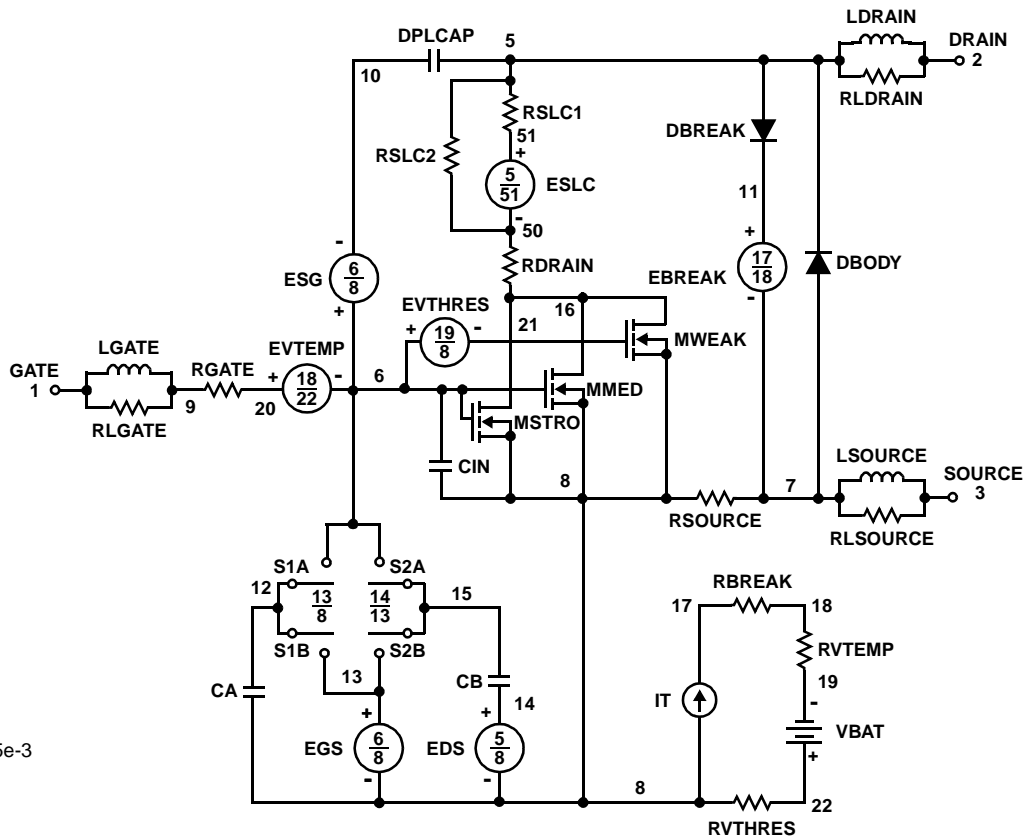 LDRAIN
DPLCAP 5 DRAIN
10 2
RSLC1 RLDRAIN
51 DBREAK
RSLC2 +
5
51
ESLC 11
-
50
- +
RDRAIN
6
8
ESG
17
18
EBREAK DBODY
+ EVTHRES 16 -
+ 19
8
- 21 MWEAK
LGATE EVTEMP
GATE RGATE + 18
22
- 6 MMED
1 9 20 MSTRO
RLGATE LSOURCE
CIN 8 7 SOURCE
3
RSOURCE RLSOURCE
S1A S2A RBREAK
12 13
8
14
13
15 17 18
S1B S2B RVTEMP
13 CB 19
CA 14 IT -
+ + VBAT
EGS 6
8
EDS 5
8
+
- - 8 22
RVTHRES
5e-3